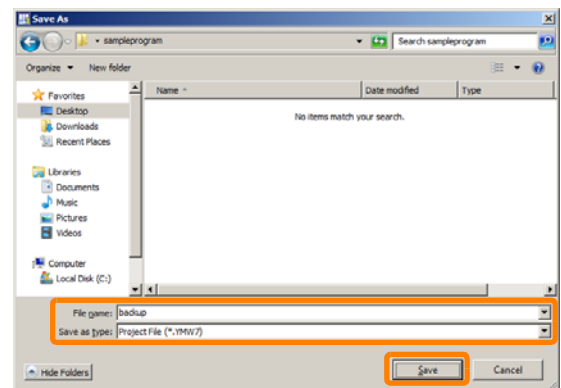 Save As
sampleprogram
Search sampleprogram
Organize
New folder
Name
Date modified
Type
Favorites
Desktop
Downloads
Recent Places
Libraries
Documents
Music
Pictures
Videos
Computer
Local Disk (C:)
No items match your search.
File name: backup
Save as type: Project File (*.YMW7)
Hide Folders
Save
Cancel